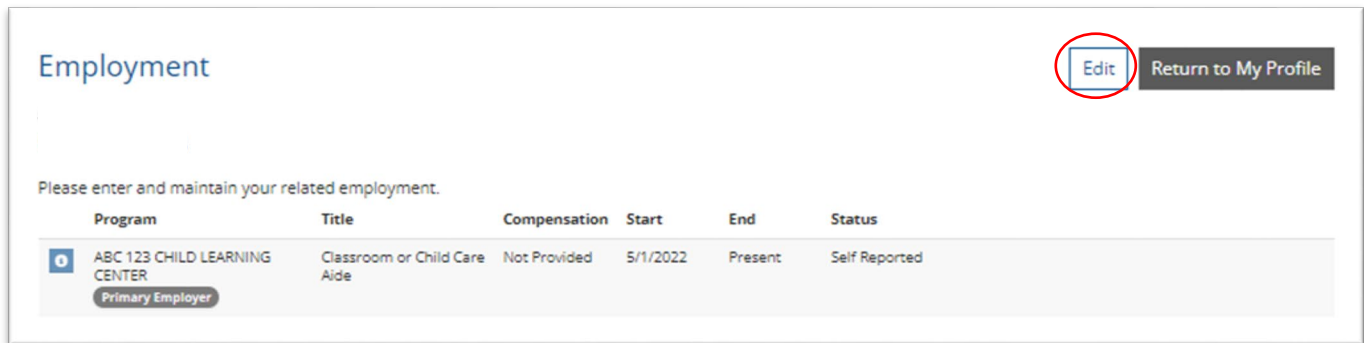 Employment
Edit
Return to My Profile
Please enter and maintain your related employment.
Program Title Compensation Start End Status
ABC 123 CHILD LEARNING Classroom or Child Care Not Provided 5/1/2022 Present Self Reported
CENTER Aide
Primary Employer